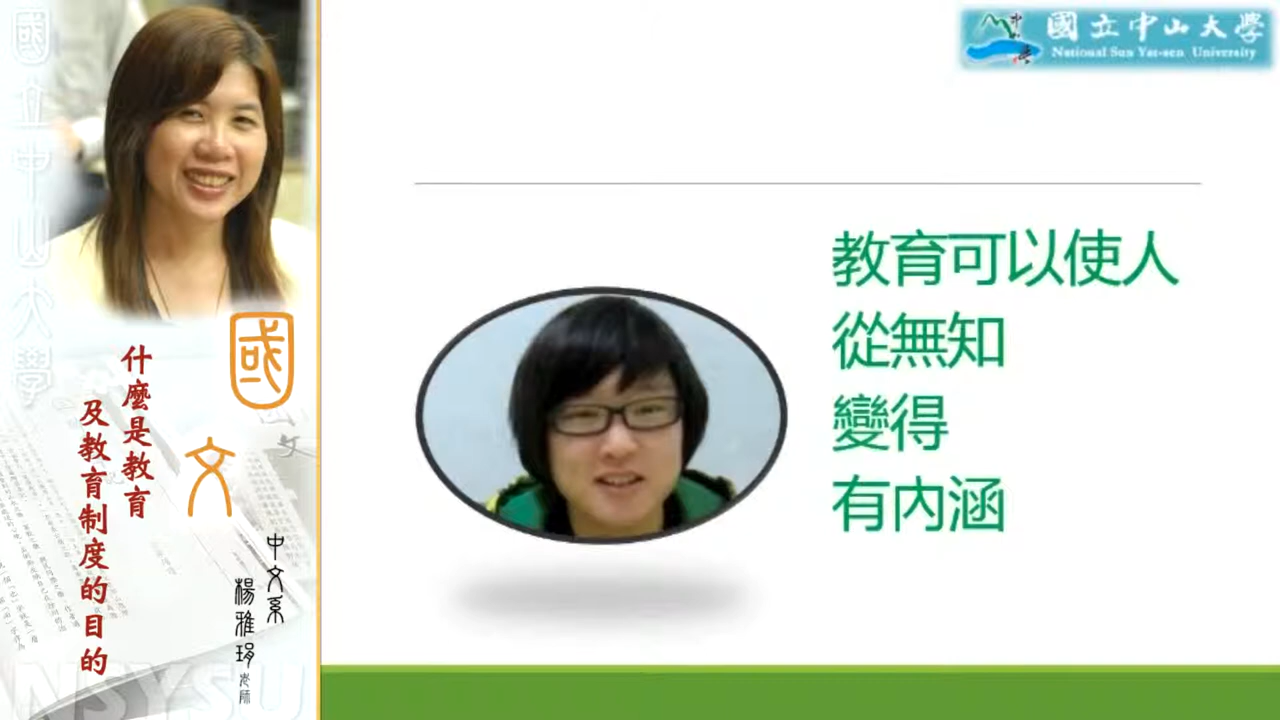 國立中山大學
National Sun Yat-sen University
教育可以使人
從無知
變得
有內涵
國立中山大學
國文
什麼是教育
及教育制度的目的
中文系
楊雅琄老師
NSYSU